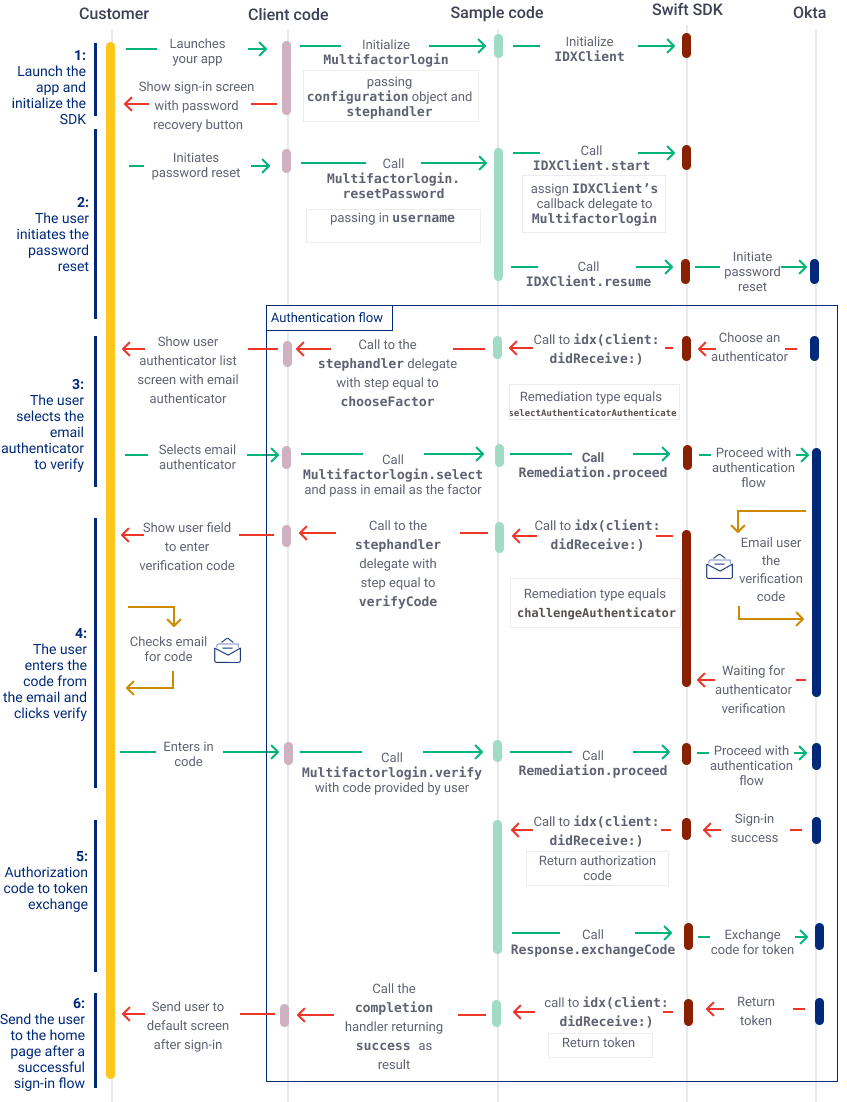 Customer
Client code
Sample code
Swift SDK
Okta
1:
Launch the
app and
initialize the
SDK
Launches
your app
Initialize
Multifactorlogin
passing
configuration object and
stephandler
Initialize
IDXClient
Show sign-in screen
with password
recovery button
2:
The user
initiates the
password
reset
Initiates
password reset
Call
Multifactorlogin.
resetPassword
passing in username
Call
IDXClient.start
assign IDXClient's
callback delegate to
Multifactorlogin
Call
IDXClient.resume
Initiate
password
reset
Authentication flow
3:
The user
selects the
email
authenticator
to verify
Show user
authenticator list
screen with email
authenticator
Call to the
stephandler delegate
with step equal to
chooseFactor
Call to idx(client:
didReceive:)
Remediation type equals
selectAuthenticatorAuthenticate
Choose an
authenticator
Selects email
authenticator
Call
Multifactorlogin.select
and pass in email as the factor
Call
Remediation.proceed
Proceed with
authentication
flow
4:
The user
enters the
code from
the email and
clicks verify
Show user field
to enter
verification code
Call to the
stephandler
delegate with
step equal to
verifyCode
Call to idx(client:
didReceive:)
Remediation type equals
challengeAuthenticator
Email user
the
verification
code
Checks email
for code
Waiting for
authenticator
verification
Enters in
code
Call
Multifactorlogin.verify
with code provided by user
Call
Remediation.proceed
Proceed with
authentication
flow
5:
Authorization
code to token
exchange
Call to idx(client:
didReceive:)
Return authorization
code
Sign-in
success
Call
Response.exchangeCode
Exchange
code for token
6:
Send the user
to the home
page after a
successful
sign-in flow
Send user to
default screen
after sign-in
Call the
completion
handler returning
success as
result
call to idx(client:
didReceive:)
Return token
Return
token